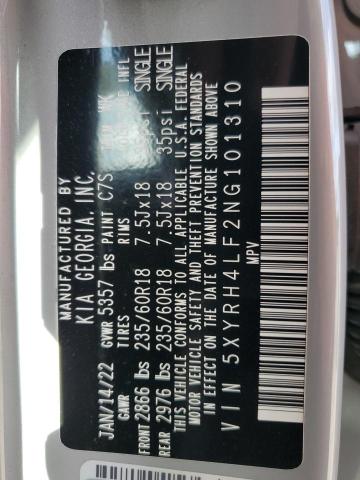 MANUFACTURED BY
KIA GEORGIA, INC.
JAN/14/22 GVWR 5357 lbs PAINT C7S
GAWR TIRES RIMS INFL
FRONT 2866 lbs 235/60R18 7.5Jx18 SINGLE
REAR 2976 lbs 235/60R18 7.5Jx18 35psi SINGLE
THIS VEHICLE CONFORMS TO ALL APPLICABLE U.S.A. FEDERAL
MOTOR VEHICLE SAFETY AND THEFT PREVENTION STANDARDS
IN EFFECT ON THE DATE OF MANUFACTURE SHOWN ABOVE
VIN 5XYRH4LF2NG101310
MPV